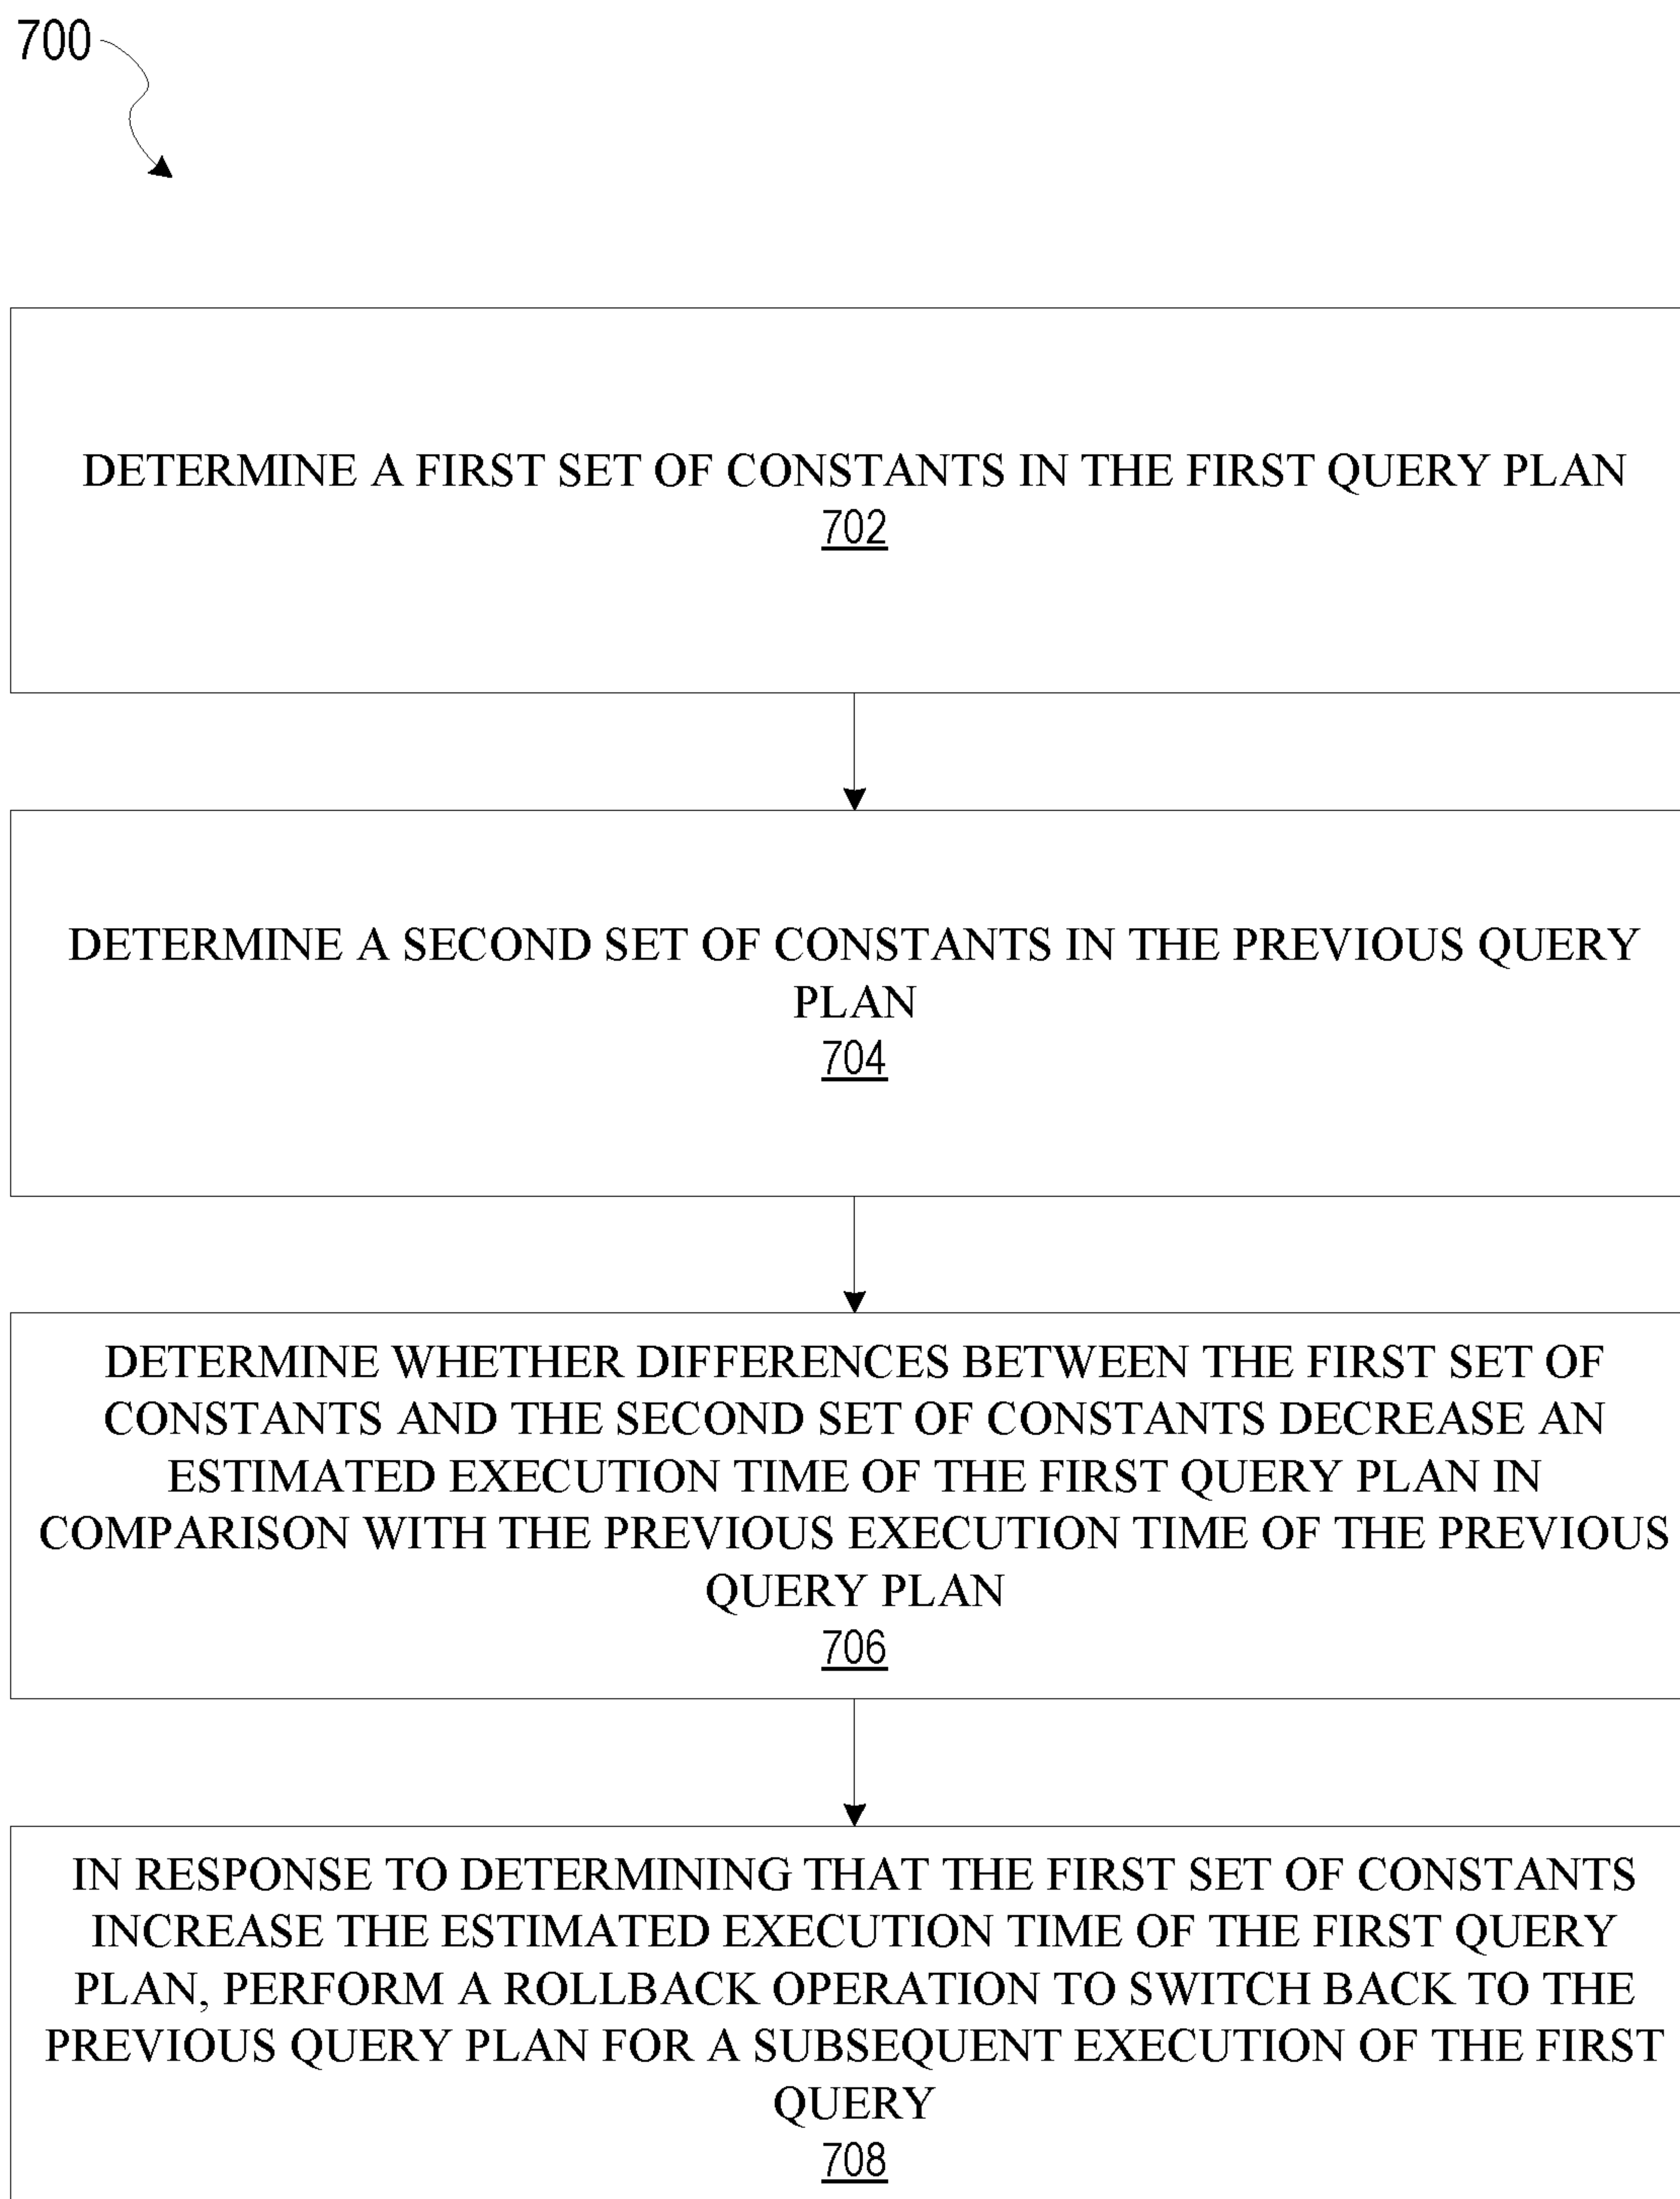 700
DETERMINE A FIRST SET OF CONSTANTS IN THE FIRST QUERY PLAN
702
DETERMINE A SECOND SET OF CONSTANTS IN THE PREVIOUS QUERY
PLAN
704
DETERMINE WHETHER DIFFERENCES BETWEEN THE FIRST SET OF
CONSTANTS AND THE SECOND SET OF CONSTANTS DECREASE AN
ESTIMATED EXECUTION TIME OF THE FIRST QUERY PLAN IN
COMPARISON WITH THE PREVIOUS EXECUTION TIME OF THE PREVIOUS
QUERY PLAN
706
IN RESPONSE TO DETERMINING THAT THE FIRST SET OF CONSTANTS
INCREASE THE ESTIMATED EXECUTION TIME OF THE FIRST QUERY
PLAN, PERFORM A ROLLBACK OPERATION TO SWITCH BACK TO THE
PREVIOUS QUERY PLAN FOR A SUBSEQUENT EXECUTION OF THE FIRST
QUERY
708